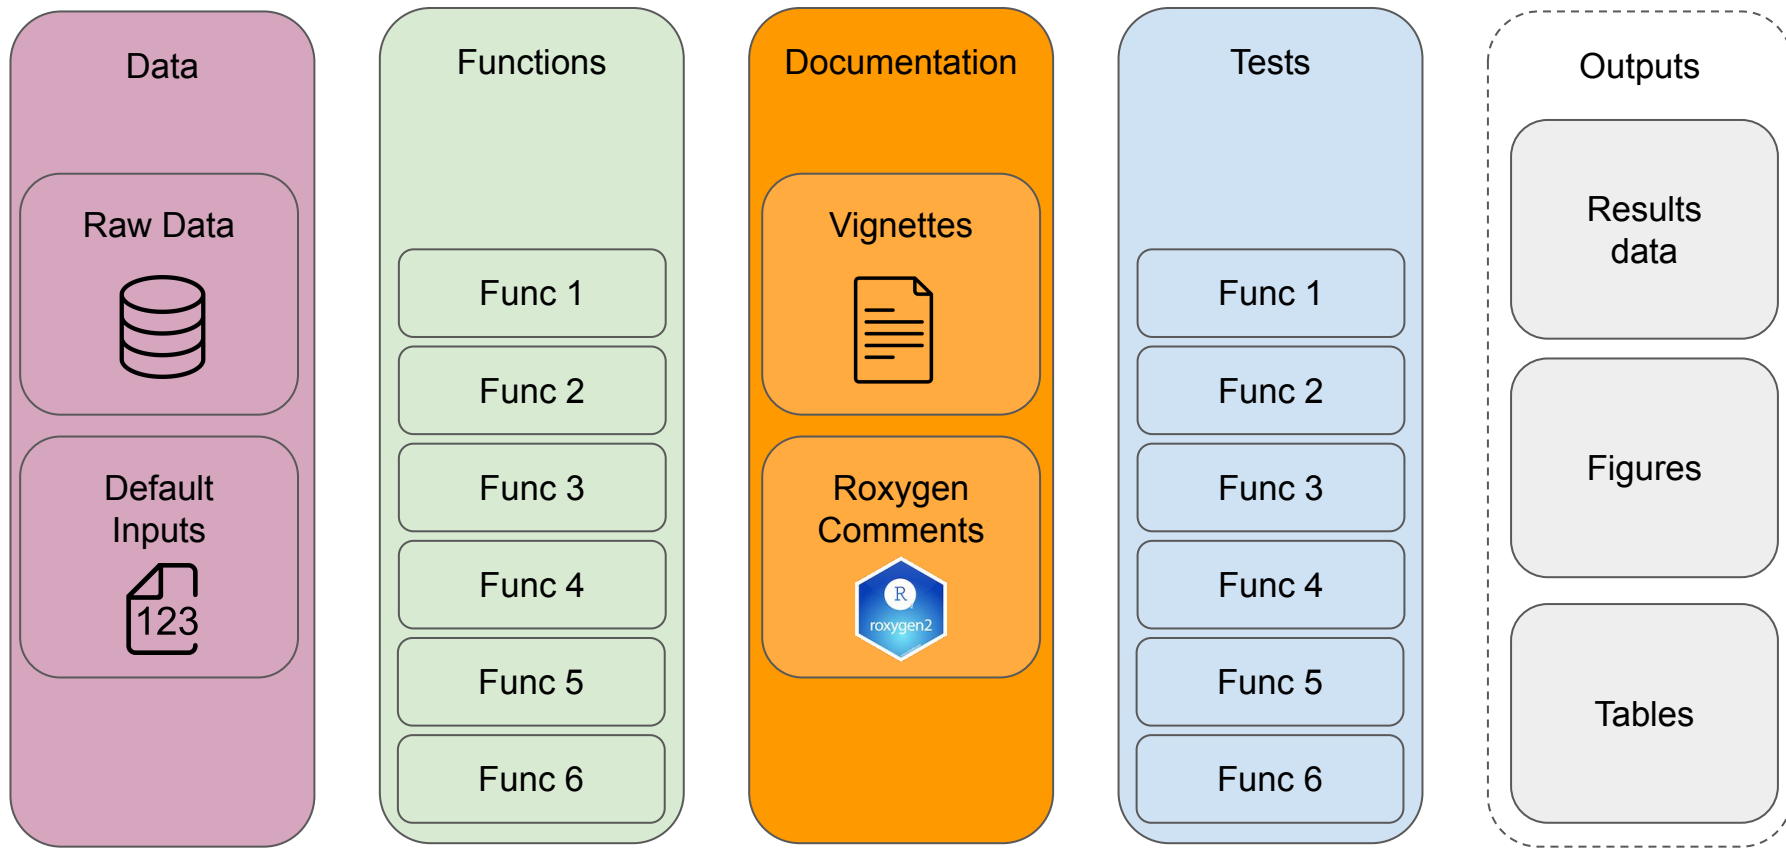 Data
Raw Data
Default
Inputs
123
Functions
Func 1
Func 2
Func 3
Func 4
Func 5
Func 6
Documentation
Vignettes
Roxygen
Comments
R
roxygen2
Tests
Func 1
Func 2
Func 3
Func 4
Func 5
Func 6
Outputs
Results
data
Figures
Tables